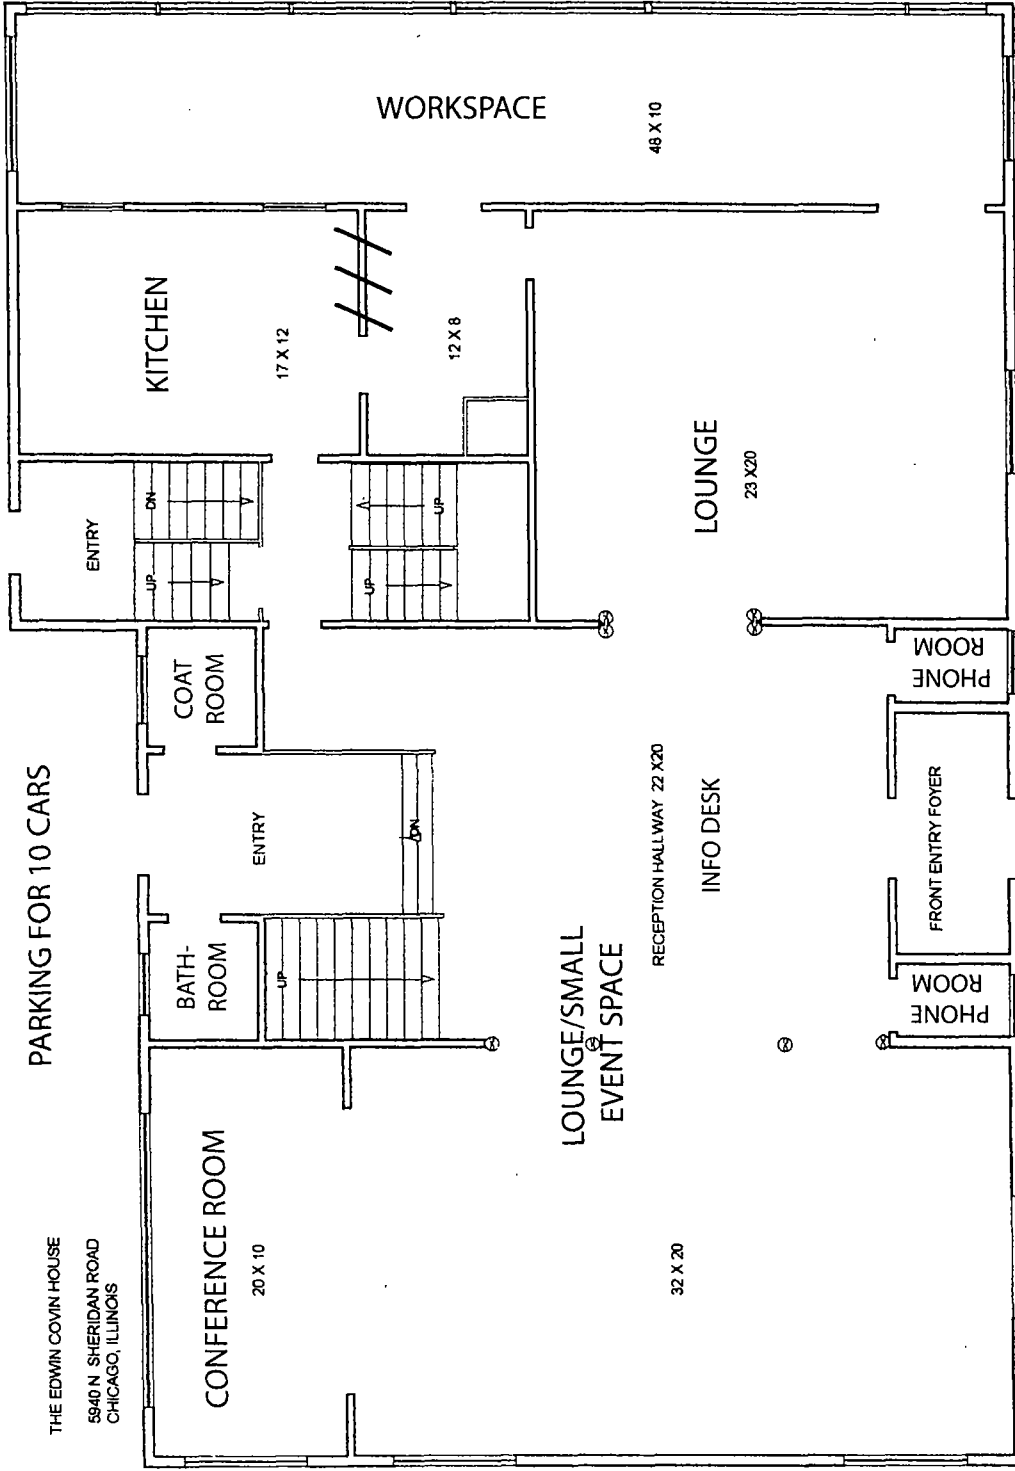 THE EDWIN COVIN HOUSE
5940 N SHERIDAN ROAD
CHICAGO, ILLINOIS
PARKING FOR 10 CARS
CONFERENCE ROOM
20 X 10
BATH-
ROOM
UP
ENTRY
DN
COAT
ROOM
ENTRY
UP
DN
UP
UP
KITCHEN
17 X 12
12 X 8
WORKSPACE
48 X 10
LOUNGE
23 X20
LOUNGE/SMALL
EVENT SPACE
32 X 20
RECEPTION HALLWAY 22 X20
INFO DESK
PHONE
ROOM
FRONT ENTRY FOYER
PHONE
ROOM